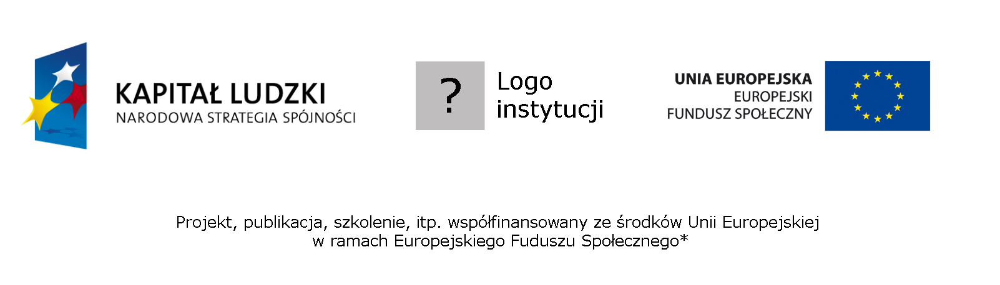 KAPITAŁ LUDZKI
NARODOWA STRATEGIA SPÓJNOŚCI
?
Logo
instytucji
UNIA EUROPEJSKA
EUROPEJSKI
FUNDUSZ SPOŁECZNY
Projekt, publikacja, szkolenie, itp. współfinansowany ze środków Unii Europejskiej
w ramach Europejskiego Fuduszu Społecznego*